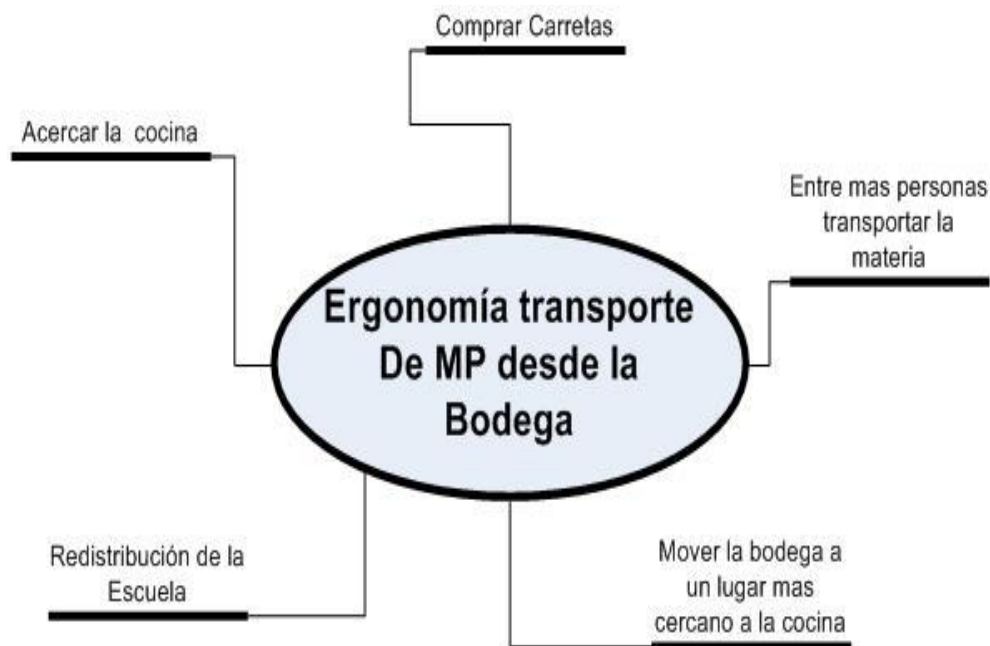 Comprar Carretas
Acercar la cocina
Entre mas personas
transportar la
materia
Ergonomía transporte
De MP desde la
Bodega
Redistribución de la
Escuela
Mover la bodega a
un lugar mas
cercano a la cocina